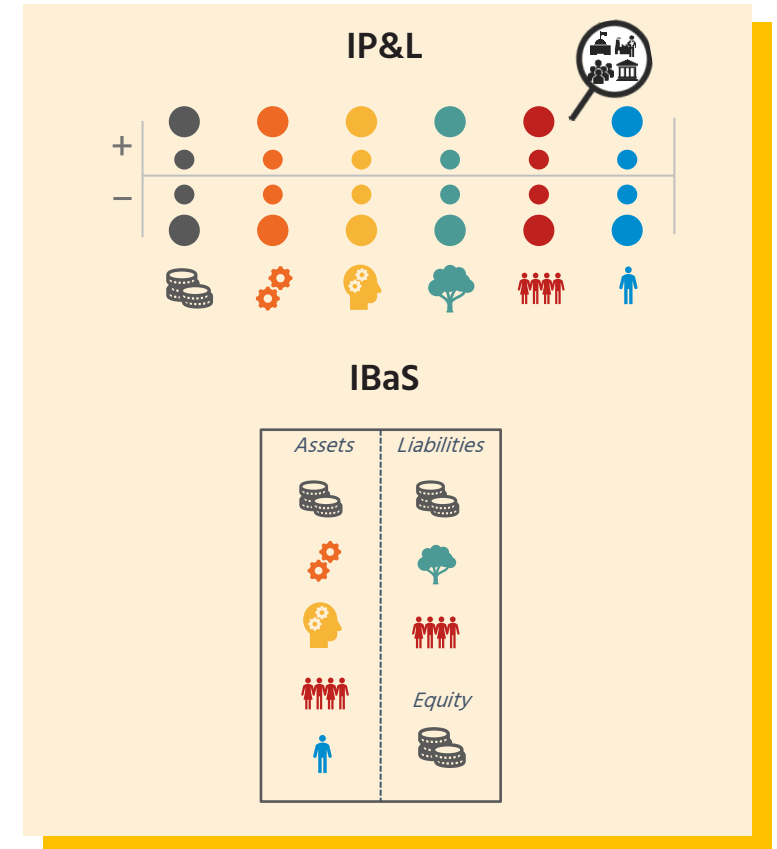 IP&L
+
−
IBaS
Assets
Liabilities
Equity